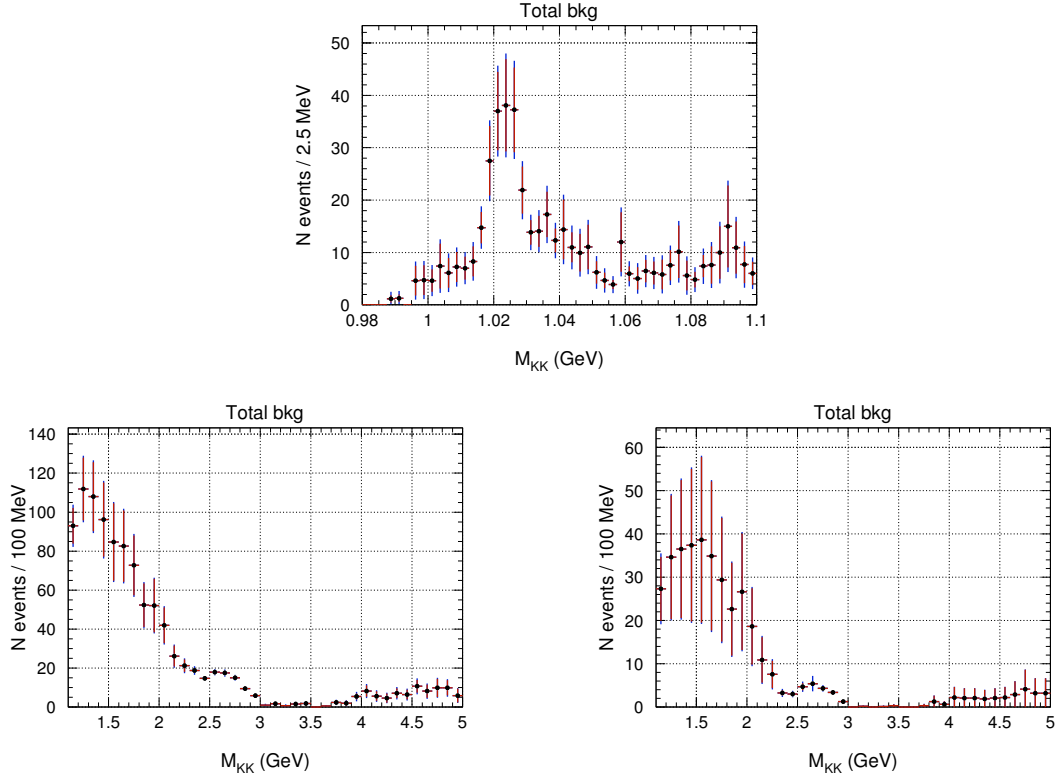 Total bkg
N events / 2.5 MeV
50
40
30
20
10
0
0.98 1 1.02 1.04 1.06 1.08 1.1
M_KK (GeV)
Total bkg
N events / 100 MeV
140
120
100
80
60
40
20
0
1.5 2 2.5 3 3.5 4 4.5 5
M_KK (GeV)
Total bkg
N events / 100 MeV
60
50
40
30
20
10
0
1.5 2 2.5 3 3.5 4 4.5 5
M_KK (GeV)